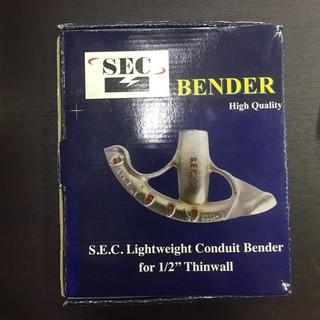 SEC
BENDER
High Quality
S.E.C.
S.E.C. Lightweight Conduit Bender
for 1/2" Thinwall